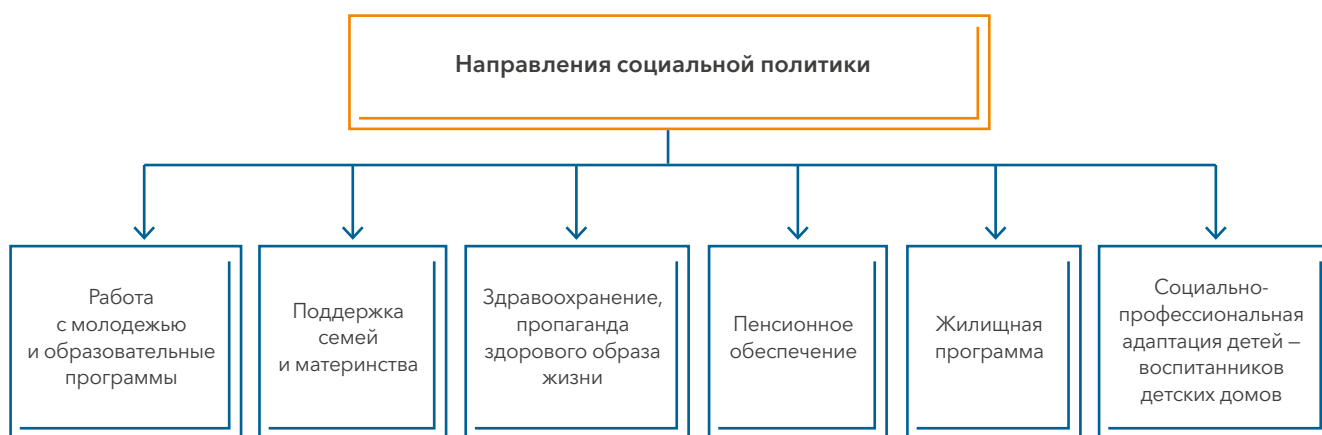 Направления социальной политики
Работа
с молодежью
и образовательные
программы
Поддержка
семей
и материнства
Здравоохранение,
пропаганда
здорового образа
жизни
Пенсионное
обеспечение
Жилищная
программа
Социально-
профессиональная
адаптация детей —
воспитанников
детских домов